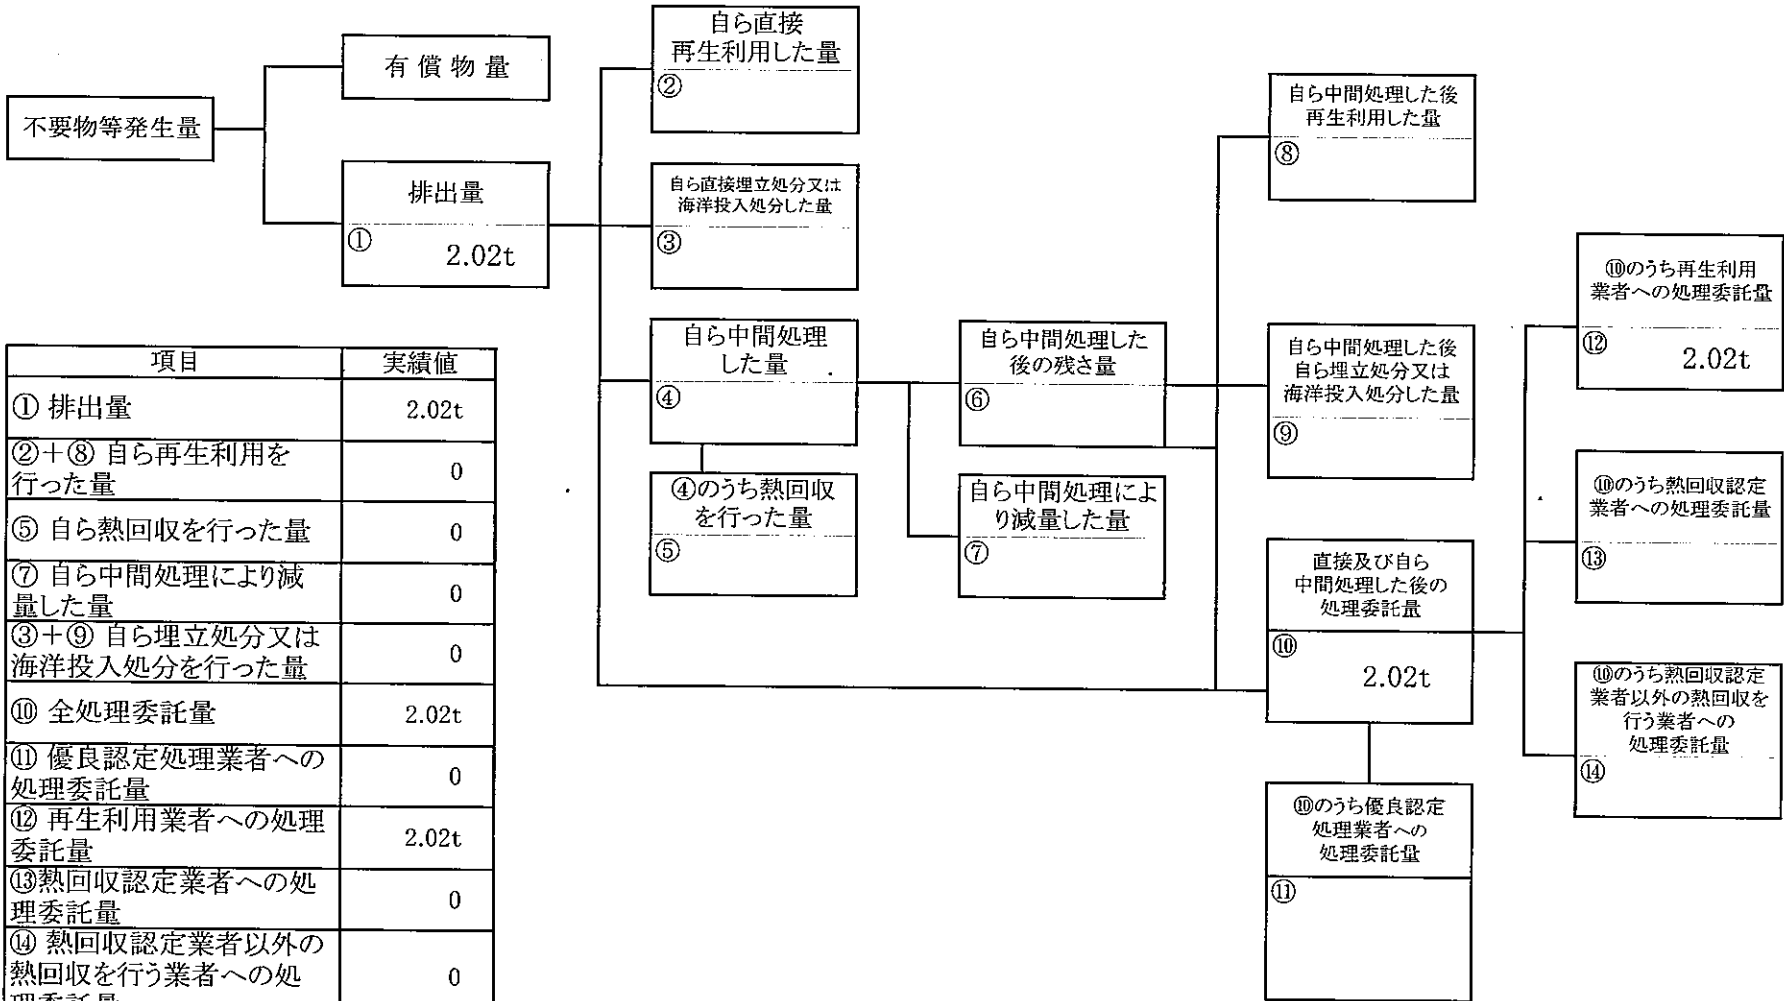 不要物等発生量
有償物量
排出量
①
2.02t
自ら直接
再生利用した量
②
自ら直接埋立処分又は
海洋投入処分した量
③
自ら中間処理
した量
④
④のうち熱回収
を行った量
⑤
自ら中間処理した
後の残さ量
⑥
自ら中間処理によ
り減量した量
⑦
自ら中間処理した後
再生利用した量
⑧
自ら中間処理した後
自ら埋立処分又は
海洋投入処分した量
⑨
直接及び自ら
中間処理した後の
処理委託量
⑩
2.02t
⑩のうち優良認定
処理業者への
処理委託量
⑪
⑩のうち再生利用
業者への処理委託量
⑫
2.02t
⑩のうち熱回収認定
業者への処理委託量
⑬
⑩のうち熱回収認定
業者以外の熱回収を
行う業者への
処理委託量
⑭
項目 実績値
① 排出量 2.02t
②+⑧ 自ら再生利用を
行った量 0
⑤ 自ら熱回収を行った量 0
⑦ 自ら中間処理により減
量した量 0
③+⑨ 自ら埋立処分又は
海洋投入処分を行った量 0
⑩ 全処理委託量 2.02t
⑪ 優良認定処理業者への
処理委託量 0
⑫ 再生利用業者への処理
委託量 2.02t
⑬熱回収認定業者への処
理委託量 0
⑭ 熱回収認定業者以外の
熱回収を行う業者への処 0
理委託量